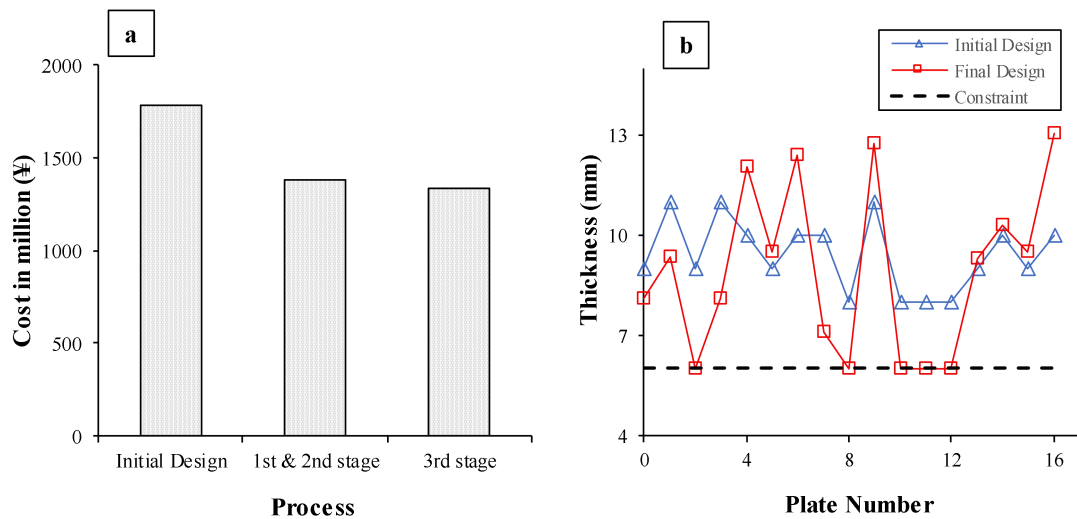 a
2000
1500
1000
500
0
Cost in million (¥)
Initial Design
1st & 2nd stage
3rd stage
Process
b
Initial Design
Final Design
Constraint
13
10
7
4
Thickness (mm)
0
4
8
12
16
Plate Number